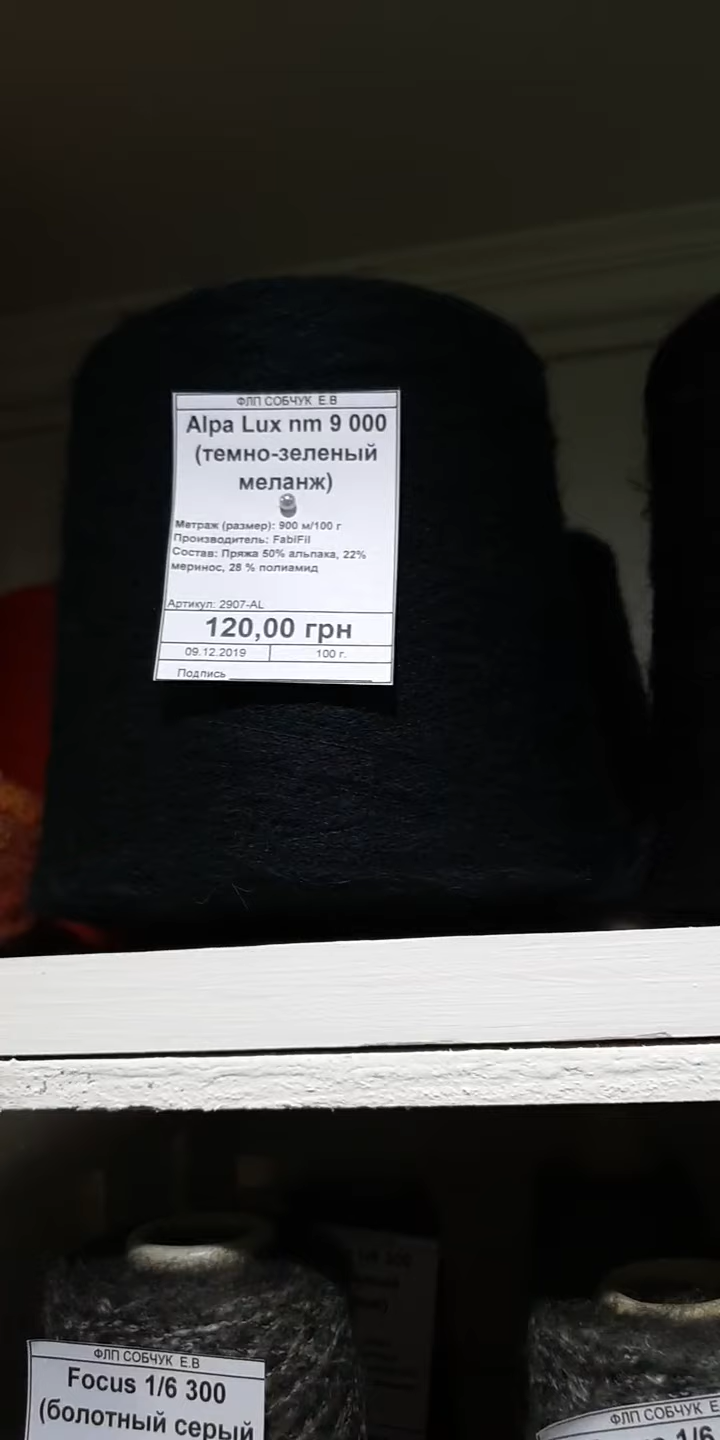 ФЛП СОБЧУК Е.В
Alpa Lux nm 9 000
(темно-зеленый
меланж)
Метраж (размер): 900 м/100 г
Производитель: FabiFil
Состав: Пряжа 50% альпака, 22%
меринос, 28 % полиамид
Артикул: 2907-AL
120,00 грн
09.12.2019 100 г.
Подпись
ФЛП СОБЧУК Е.В
Focus 1/6 300
(болотный серый
ФЛП СОБЧУК Е
1/6